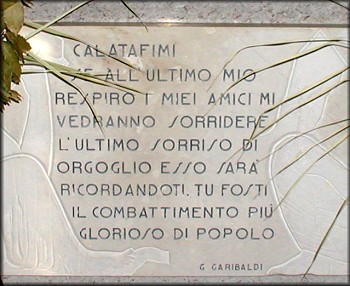 CALATAFIMI
SE ALL'ULTIMO MIO
RESPIRO I MIEI AMICI MI
VEDRANNO SORRIDERE
L'ULTIMO SORRISO DI
ORGOGLIO ESSO SARÀ
RICORDANDOTI. TU FOSTI
IL COMBATTIMENTO PIÙ
GLORIOSO DI POPOLO
G. GARIBALDI